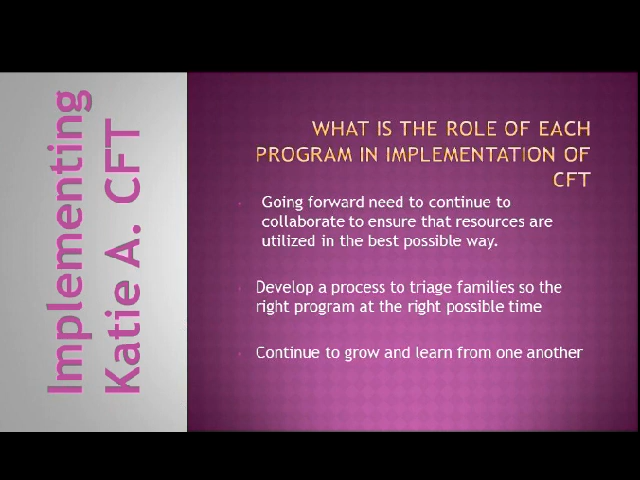 Implementing
Katie A. CFT
WHAT IS THE ROLE OF EACH
PROGRAM IN IMPLEMENTATION OF
CFT
Going forward need to continue to
collaborate to ensure that resources are
utilized in the best possible way.
Develop a process to triage families so the
right program at the right possible time
Continue to grow and learn from one another